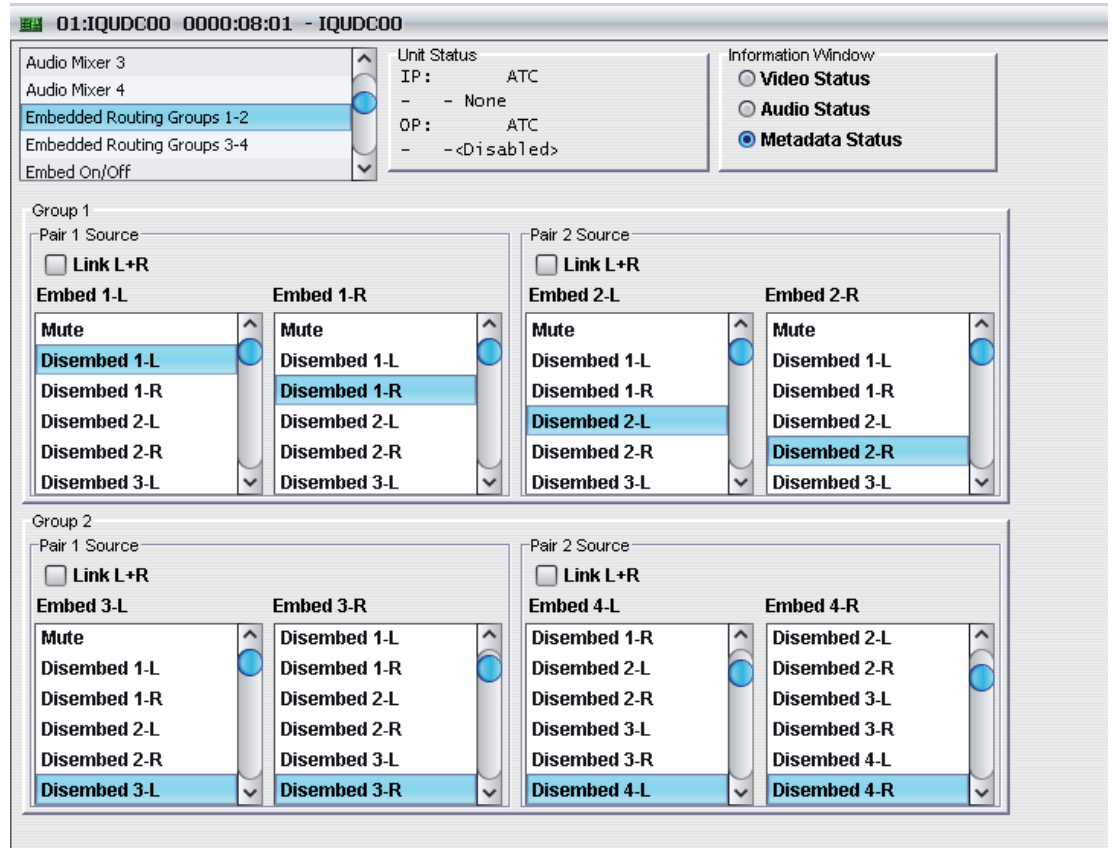 01:IQUDC00 0000:08:01 - IQUDC00
Audio Mixer 3
Audio Mixer 4
Embedded Routing Groups 1-2
Embedded Routing Groups 3-4
Embed On/Off
Unit Status
IP: ATC
- - None
OP: ATC
- -<Disabled>
Information Window
Video Status
Audio Status
Metadata Status
Group 1
Pair 1 Source
Link L+R
Embed 1-L
Mute
Disembed 1-L
Disembed 1-R
Disembed 2-L
Disembed 2-R
Disembed 3-L
Embed 1-R
Mute
Disembed 1-L
Disembed 1-R
Disembed 2-L
Disembed 2-R
Disembed 3-L
Pair 2 Source
Link L+R
Embed 2-L
Mute
Disembed 1-L
Disembed 1-R
Disembed 2-L
Disembed 2-R
Disembed 3-L
Embed 2-R
Mute
Disembed 1-L
Disembed 1-R
Disembed 2-L
Disembed 2-R
Disembed 3-L
Group 2
Pair 1 Source
Link L+R
Embed 3-L
Mute
Disembed 1-L
Disembed 1-R
Disembed 2-L
Disembed 2-R
Disembed 3-L
Embed 3-R
Disembed 1-L
Disembed 1-R
Disembed 2-L
Disembed 2-R
Disembed 3-L
Disembed 3-R
Pair 2 Source
Link L+R
Embed 4-L
Disembed 1-R
Disembed 2-L
Disembed 2-R
Disembed 3-L
Disembed 3-R
Disembed 4-L
Embed 4-R
Disembed 2-L
Disembed 2-R
Disembed 3-L
Disembed 3-R
Disembed 4-L
Disembed 4-R